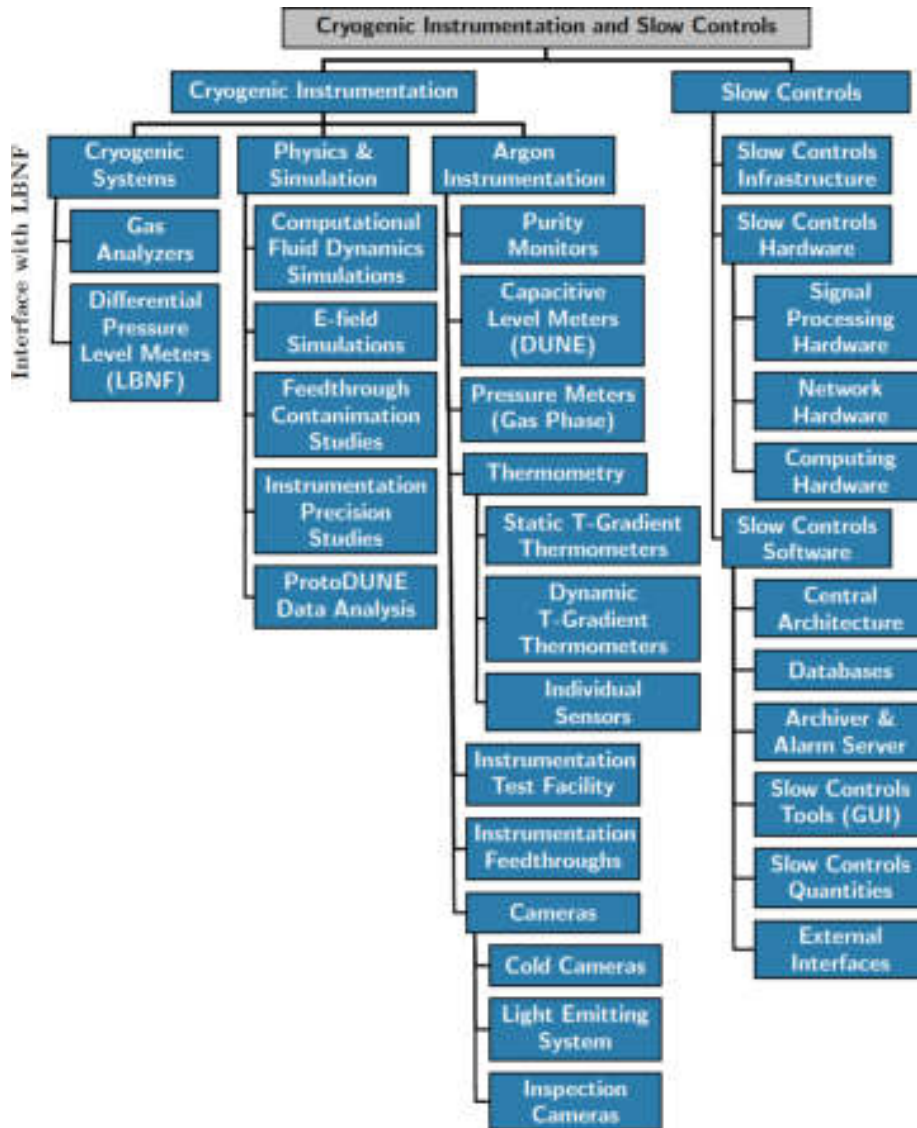 Cryogenic Instrumentation and Slow Controls
Cryogenic Instrumentation
Slow Controls
Interface with LBNF
Cryogenic
Systems
Gas
Analyzers
Differential
Pressure
Level Meters
(LBNF)
Physics &
Simulation
Computational
Fluid Dynamics
Simulations
E-field
Simulations
Feedthrough
Contanimation
Studies
Instrumentation
Precision
Studies
ProtoDUNE
Data Analysis
Argon
Instrumentation
Purity
Monitors
Capacitive
Level Meters
(DUNE)
Pressure Meters
(Gas Phase)
Thermometry
Static T-Gradient
Thermometers
Dynamic
T-Gradient
Thermometers
Individual
Sensors
Instrumentation
Test Facility
Instrumentation
Feedthroughs
Cameras
Cold Cameras
Light Emitting
System
Inspection
Cameras
Slow Controls
Infrastructure
Slow Controls
Hardware
Signal
Processing
Hardware
Network
Hardware
Computing
Hardware
Slow Controls
Software
Central
Architecture
Databases
Archiver &
Alarm Server
Slow Controls
Tools (GUI)
Slow Controls
Quantities
External
Interfaces